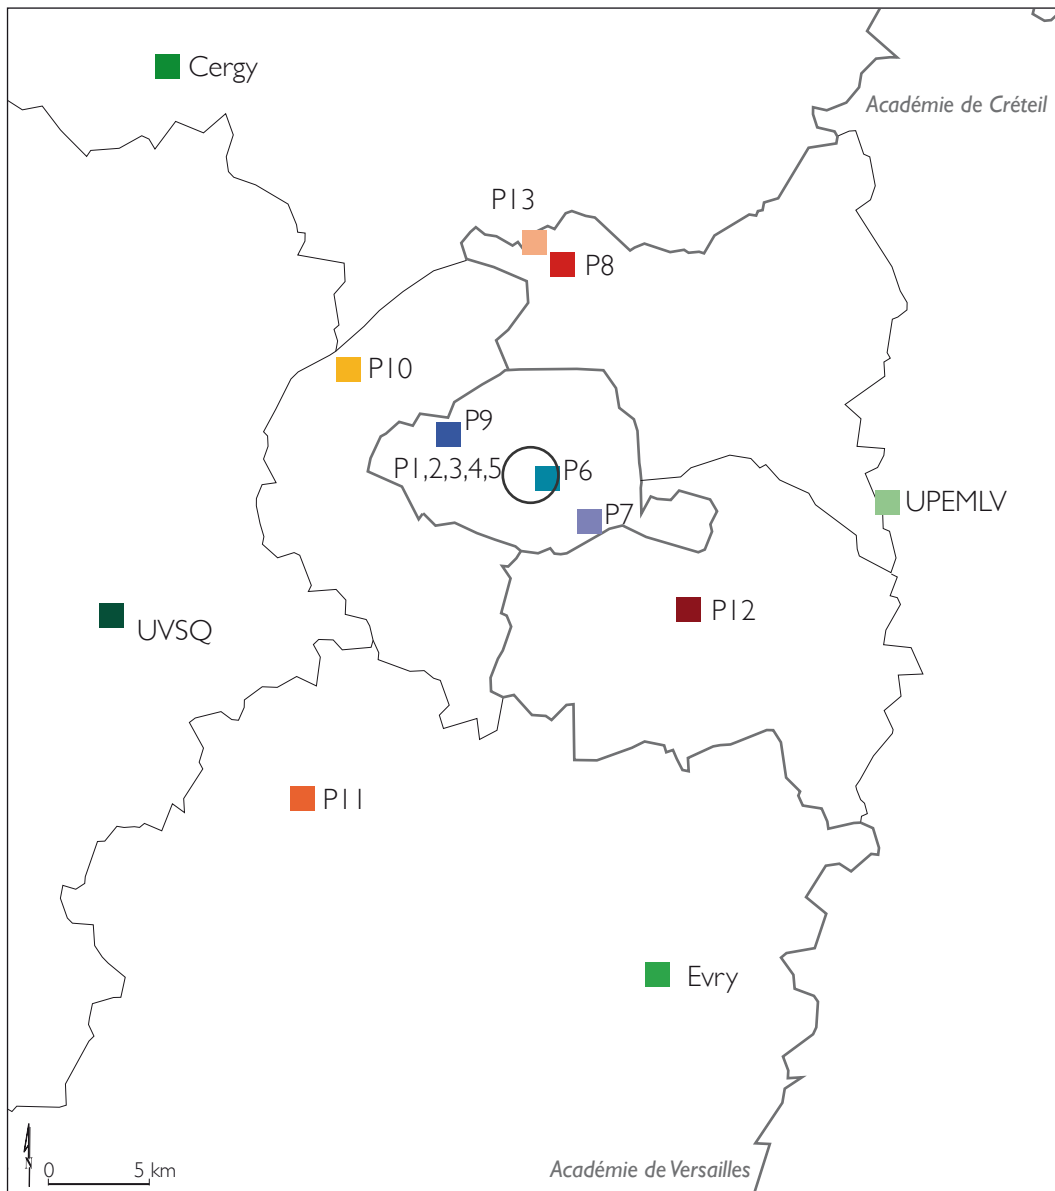 Cergy
Académie de Créteil
P13
P8
P10
P9
P1,2,3,4,5
P6
P7
UPEMLV
P12
UVSQ
P11
Evry
N
0 5 km
Académie de Versailles